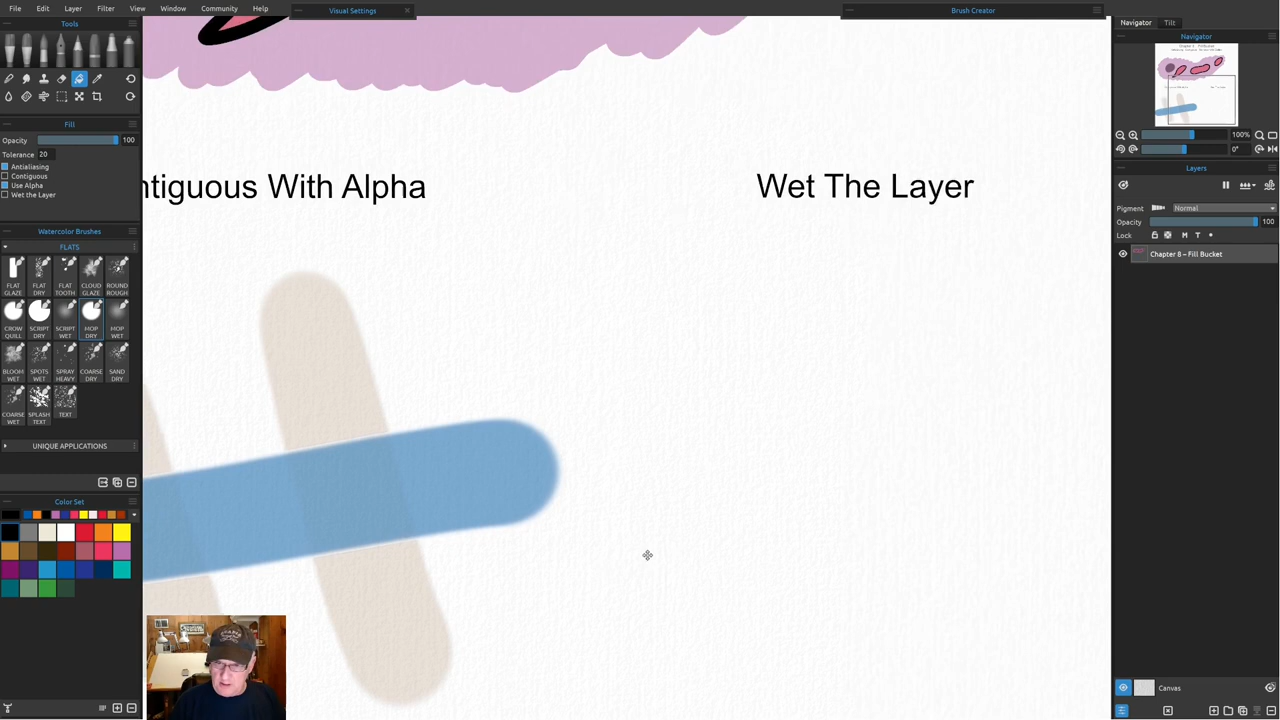 File Edit Layer Filter View Window Community Help
Visual Settings
Brush Creator
Tools
Navigator Tilt
Navigator
Fill
Opacity 100
Tolerance 20
Antialiasing
Contiguous
Use Alpha
Wet the Layer
100%
0°
Layers
Pigment Normal
Opacity 100
Lock M T
Chapter 8 – Fill Bucket
ntiguous With Alpha
Wet The Layer
Watercolor Brushes
FLATS
FLAT GLAZE
FLAT DRY
FLAT TOOTH
CLOUD GLAZE
ROUND ROUGH
CROW QUILL
SCRIPT DRY
SCRIPT WET
MOP DRY
MOP WET
BLOOM WET
SPOTS WET
SPRAY HEAVY
COARSE DRY
SAND DRY
COARSE WET
SPLASH TEXT
TEXT
UNIQUE APPLICATIONS
Color Set
Canvas